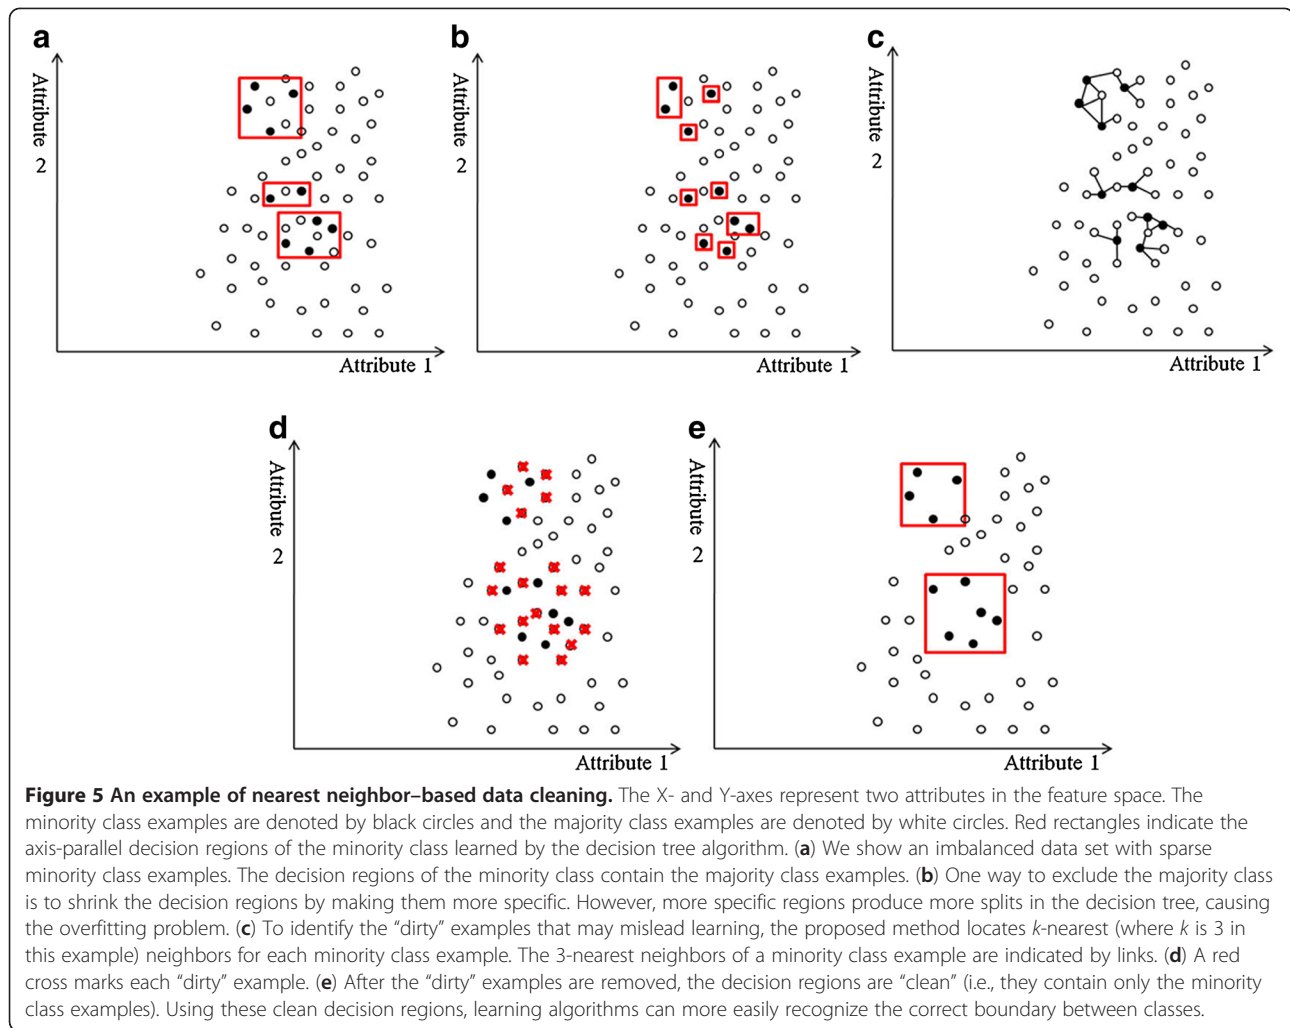 a
b
c
Attribute 2
Attribute 2
Attribute 2
Attribute 1
Attribute 1
Attribute 1
d
e
Attribute 2
Attribute 2
Attribute 1
Attribute 1
Figure 5 An example of nearest neighbor–based data cleaning. The X- and Y-axes represent two attributes in the feature space. The
minority class examples are denoted by black circles and the majority class examples are denoted by white circles. Red rectangles indicate the
axis-parallel decision regions of the minority class learned by the decision tree algorithm. (a) We show an imbalanced data set with sparse
minority class examples. The decision regions of the minority class contain the majority class examples. (b) One way to exclude the majority class
is to shrink the decision regions by making them more specific. However, more specific regions produce more splits in the decision tree, causing
the overfitting problem. (c) To identify the “dirty” examples that may mislead learning, the proposed method locates k-nearest (where k is 3 in
this example) neighbors for each minority class example. The 3-nearest neighbors of a minority class example are indicated by links. (d) A red
cross marks each “dirty” example. (e) After the “dirty” examples are removed, the decision regions are “clean” (i.e., they contain only the minority
class examples). Using these clean decision regions, learning algorithms can more easily recognize the correct boundary between classes.